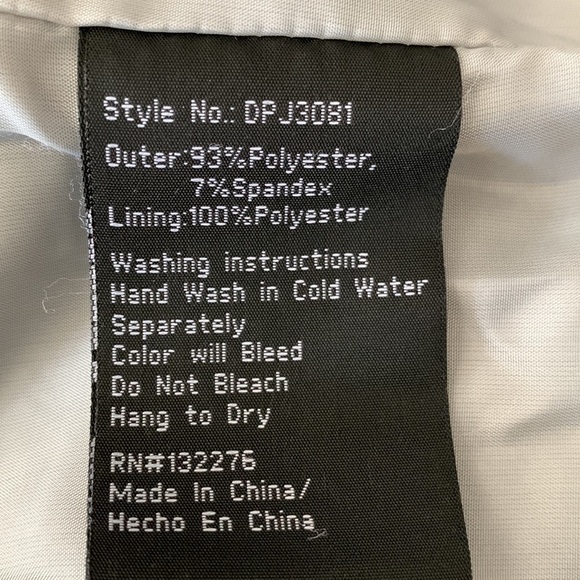 Style No.: DPJ3081
Outer:93%Polyester,
7%Spandex
Lining:100%Polyester
Washing instructions
Hand Wash in Cold Water
Separately
Color will Bleed
Do Not Bleach
Hang to Dry
RN#132276
Made In China/
Hecho En China